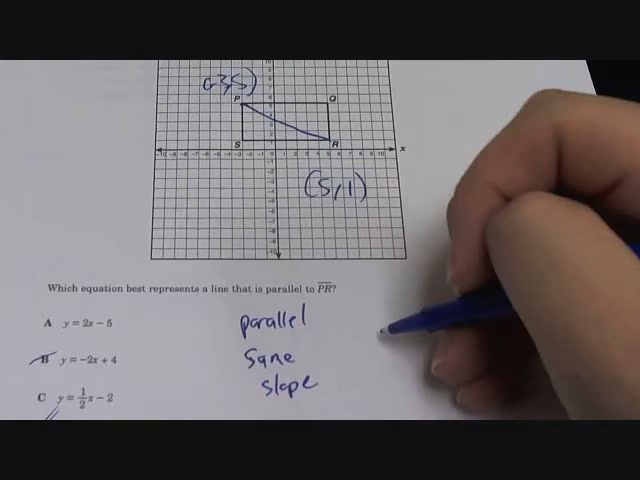 (-3,5)
P Q
S R x
(5,1)
Which equation best represents a line that is parallel to PR?
A y = 2x − 5
B y = −2x + 4
C y = 1/2x − 2
parallel
same
slope